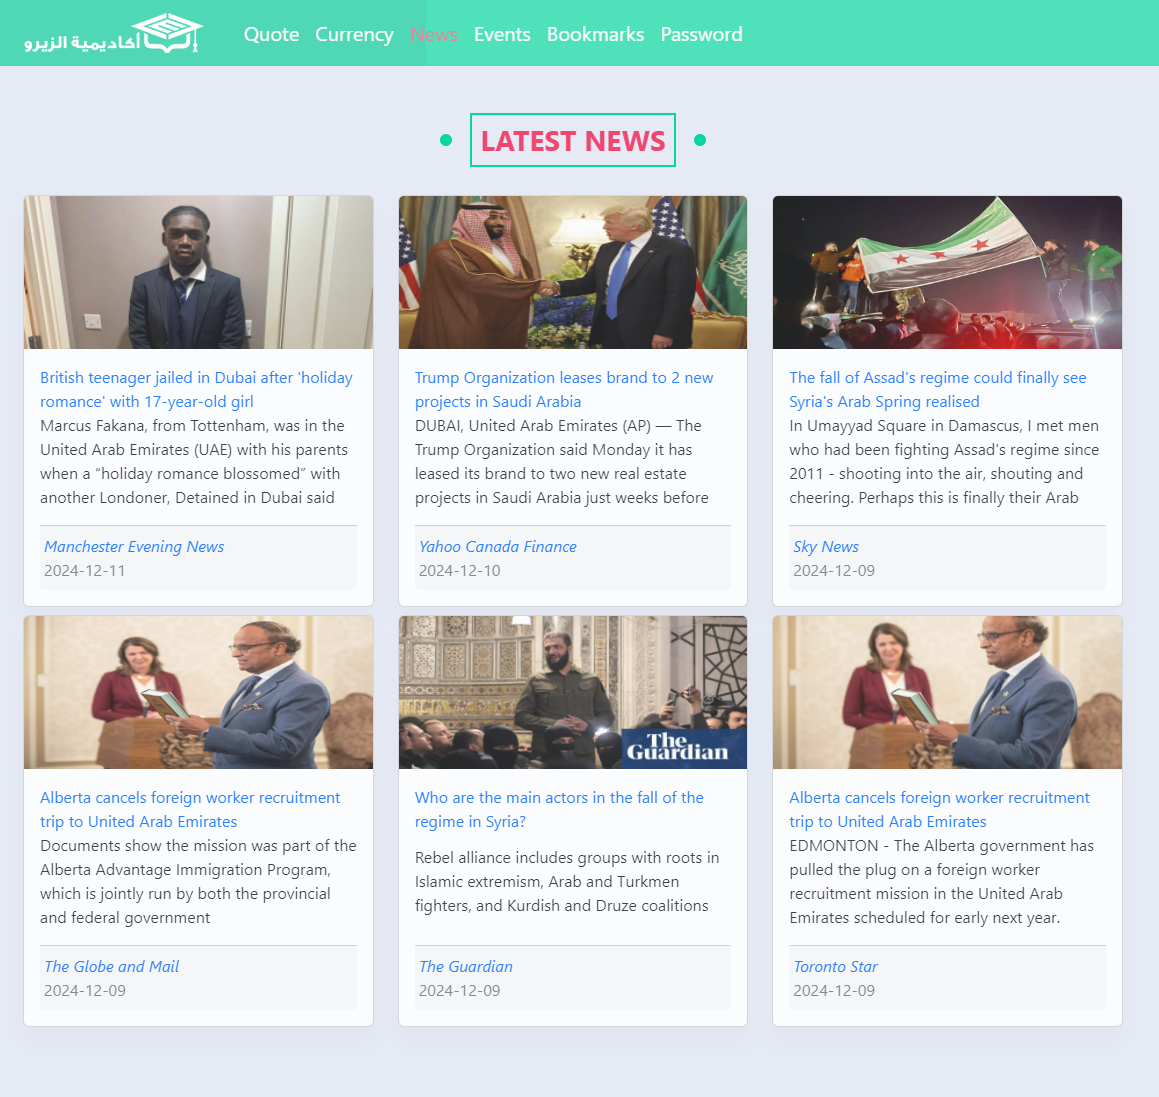 أكاديمية الزيرو
Quote Currency News Events Bookmarks Password
LATEST NEWS
British teenager jailed in Dubai after 'holiday
romance' with 17-year-old girl
Marcus Fakana, from Tottenham, was in the
United Arab Emirates (UAE) with his parents
when a “holiday romance blossomed” with
another Londoner, Detained in Dubai said
Manchester Evening News
2024-12-11
Trump Organization leases brand to 2 new
projects in Saudi Arabia
DUBAI, United Arab Emirates (AP) — The
Trump Organization said Monday it has
leased its brand to two new real estate
projects in Saudi Arabia just weeks before
Yahoo Canada Finance
2024-12-10
The fall of Assad's regime could finally see
Syria's Arab Spring realised
In Umayyad Square in Damascus, I met men
who had been fighting Assad's regime since
2011 - shooting into the air, shouting and
cheering. Perhaps this is finally their Arab
Sky News
2024-12-09
Alberta cancels foreign worker recruitment
trip to United Arab Emirates
Documents show the mission was part of the
Alberta Advantage Immigration Program,
which is jointly run by both the provincial
and federal government
The Globe and Mail
2024-12-09
The
Guardian
Who are the main actors in the fall of the
regime in Syria?
Rebel alliance includes groups with roots in
Islamic extremism, Arab and Turkmen
fighters, and Kurdish and Druze coalitions
The Guardian
2024-12-09
Alberta cancels foreign worker recruitment
trip to United Arab Emirates
EDMONTON - The Alberta government has
pulled the plug on a foreign worker
recruitment mission in the United Arab
Emirates scheduled for early next year.
Toronto Star
2024-12-09